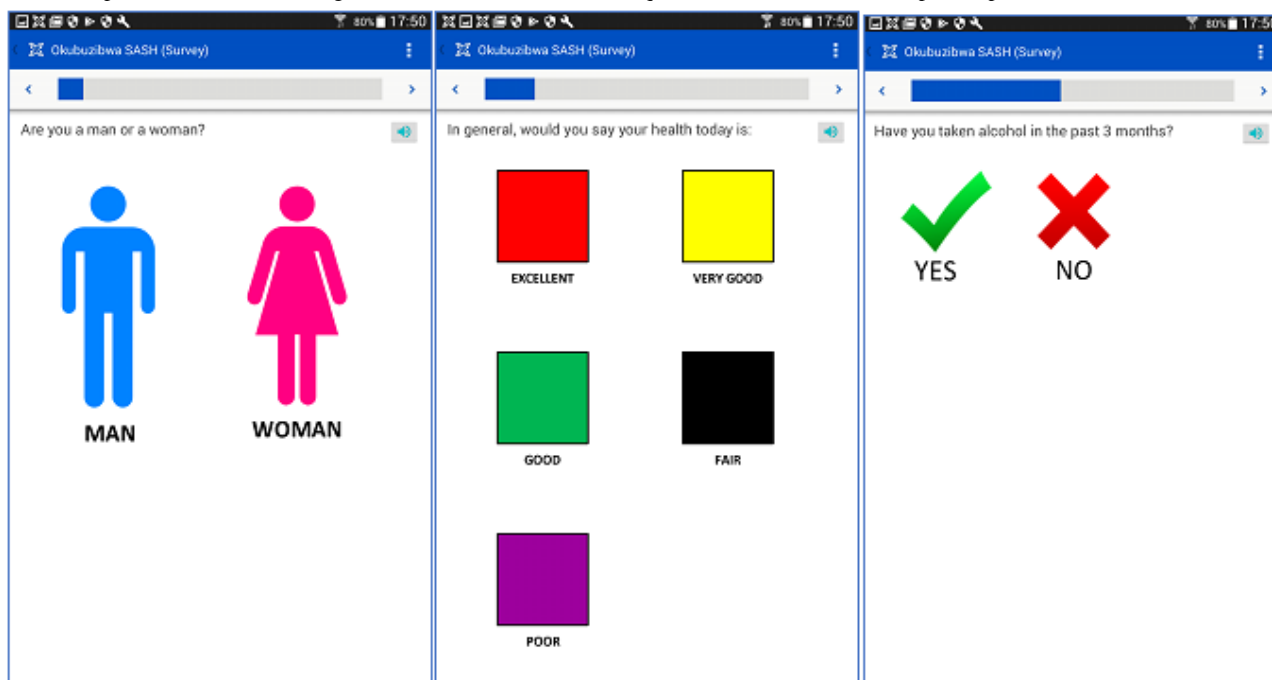 80% 17:50
Okubuzibwa SASH (Survey)
Are you a man or a woman?
MAN
WOMAN
80% 17:50
Okubuzibwa SASH (Survey)
In general, would you say your health today is:
EXCELLENT
VERY GOOD
GOOD
FAIR
POOR
80% 17:50
Okubuzibwa SASH (Survey)
Have you taken alcohol in the past 3 months?
YES
NO